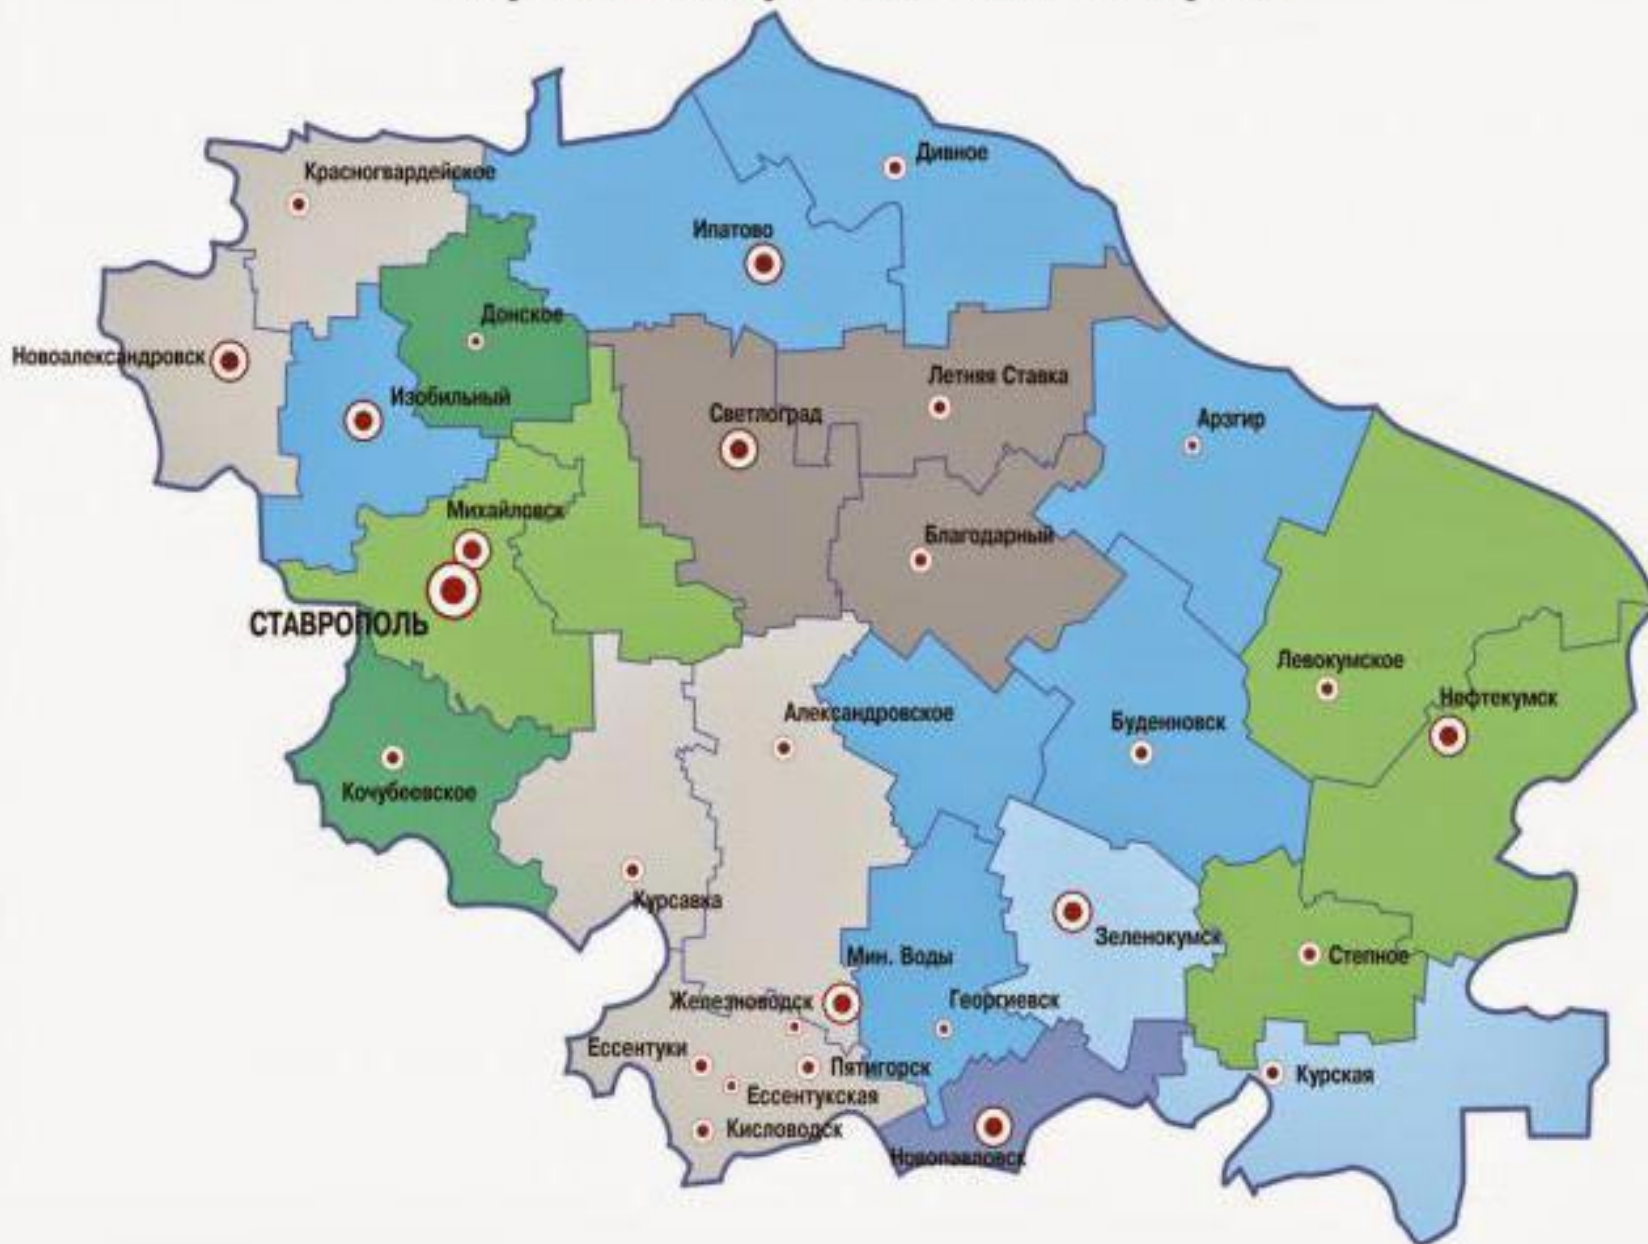 Красногвардейское
Дивное
Ипатово
Донское
Новоалександровск
Изобильный
Летняя Ставка
Светлоград
Арзгир
Михайловск
Благодарный
СТАВРОПОЛЬ
Левокумское
Нефтекумск
Александровское
Буденновск
Кочубеевское
Курсавка
Зеленокумск
Степное
Мин. Воды
Железноводск
Георгиевск
Ессентуки
Пятигорск
Курская
Ессентукская
Кисловодск
Новопавловск